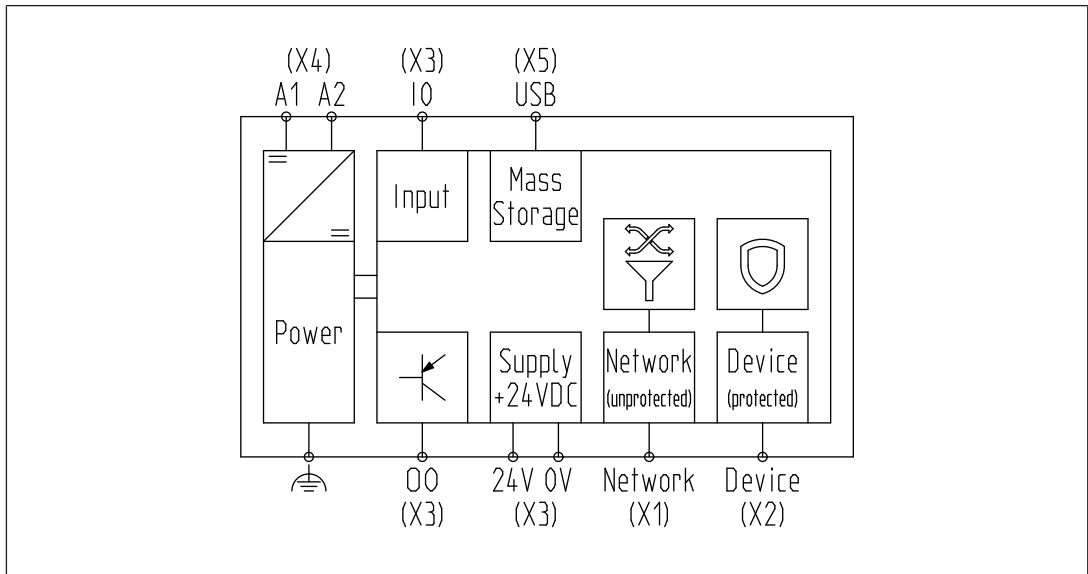 (X4) (X3) (X5)
A1 A2 I0 USB
Input
Mass
Storage
Power
Supply
+24VDC
Network
(unprotected)
Device
(protected)
O0 24V 0V Network Device
(X3) (X3) (X1) (X2)